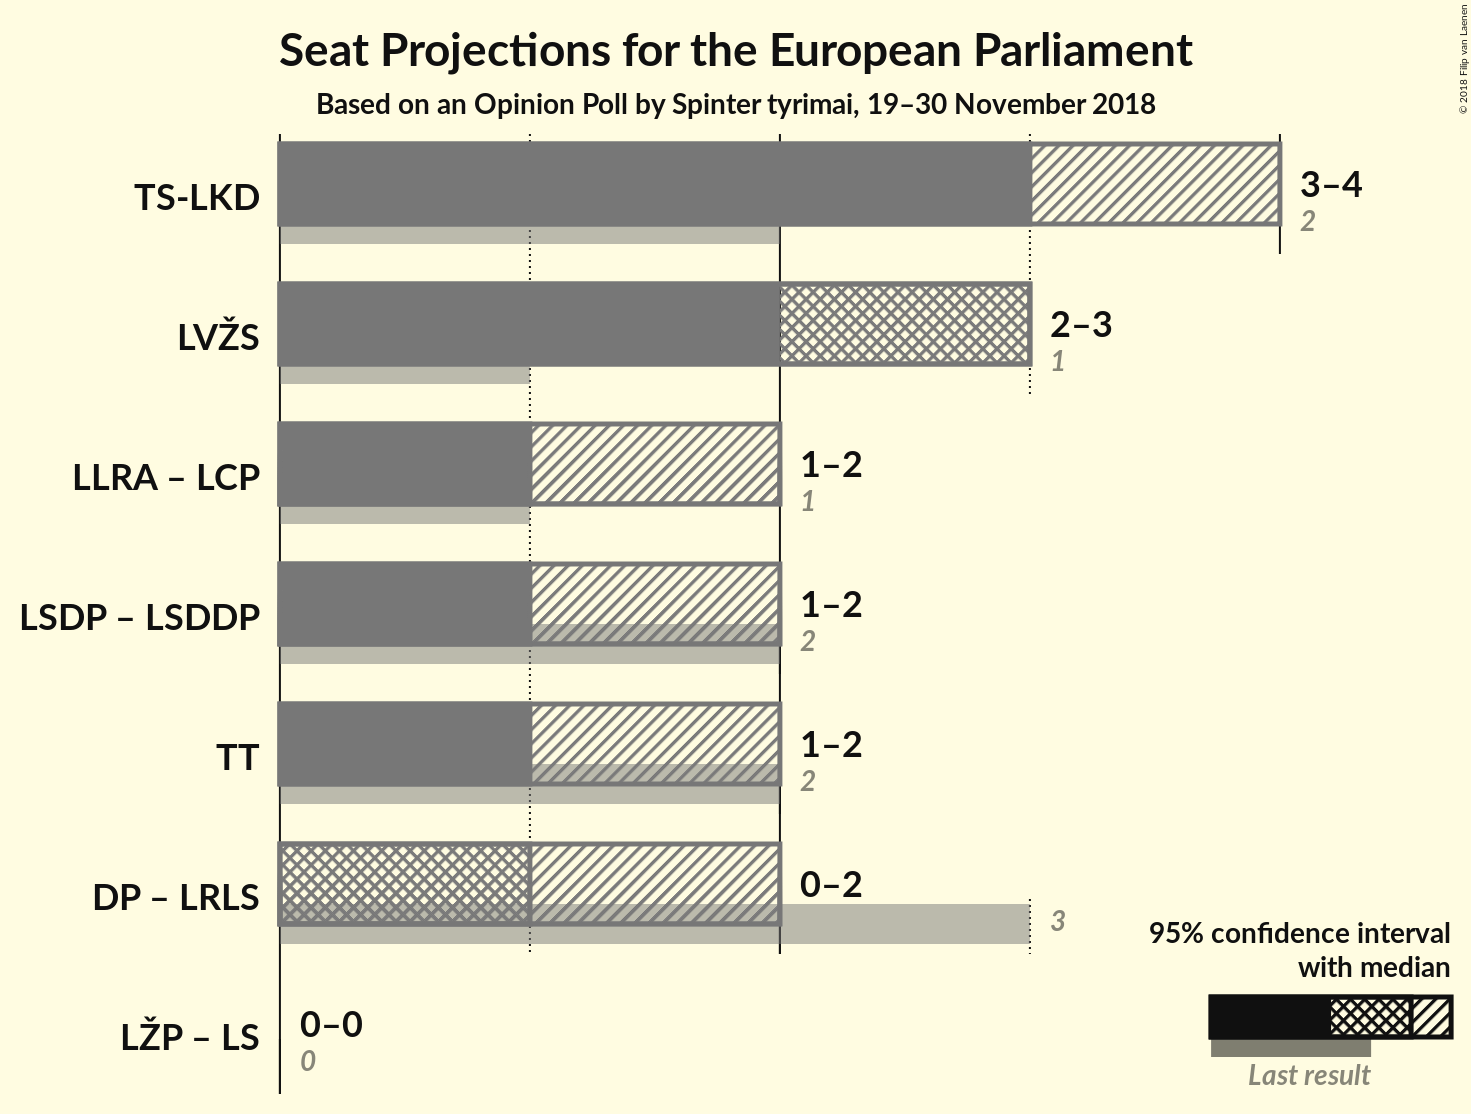 Seat Projections for the European Parliament
Based on an Opinion Poll by Spinter tyrimai, 19–30 November 2018
© 2018 Filip van Laenen
TS-LKD
3–4
2
LVŽS
2–3
1
LLRA – LCP
1–2
1
LSDP – LSDDP
1–2
2
TT
1–2
2
DP – LRLS
0–2
3
LŽP – LS
0–0
0
95% confidence interval
with median
Last result